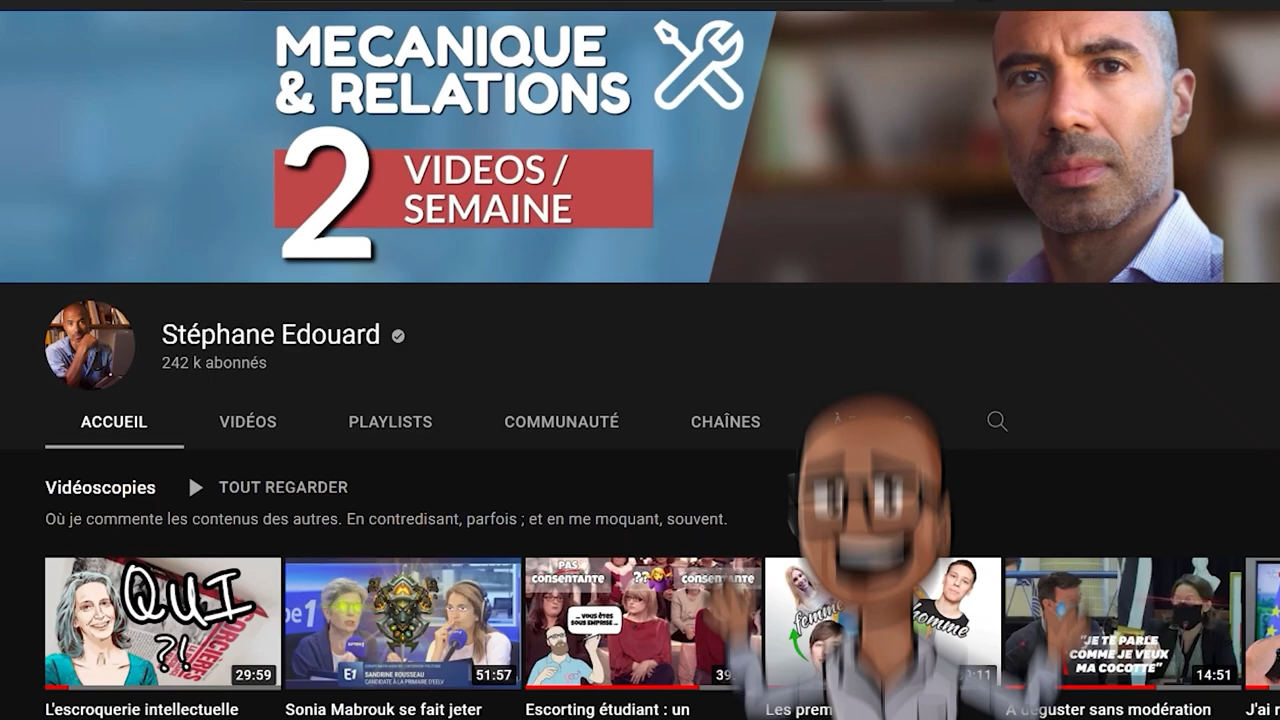 MECANIQUE
& RELATIONS
2 VIDEOS /
SEMAINE
Stéphane Edouard
242 k abonnés
ACCUEIL VIDÉOS PLAYLISTS COMMUNAUTÉ CHAÎNES
Vidéoscopies TOUT REGARDER
Où je commente les contenus des autres. En contredisant, parfois ; et en me moquant, souvent.
QUI
?!
29:59
E1
SANDRINE ROUSSEAU
CANDIDATE À LA PRIMAIRE D'EELV
51:57
PAS
CONSENTANTE
??
CONSENTANTE
... VOUS ÊTES
SOUS EMPRISE ...
femme
homme
"JE TE PARLE
COMME JE VEUX
MA COCOTTE"
14:51
L'escroquerie intellectuelle
Sonia Mabrouk se fait jeter
Escorting étudiant : un
Les
A déguster sans modération
J'ai